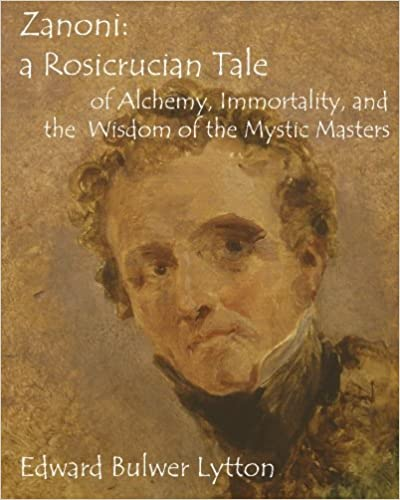 Zanoni:
a Rosicrucian Tale
of Alchemy, Immortality, and
the Wisdom of the Mystic Masters
Edward Bulwer Lytton